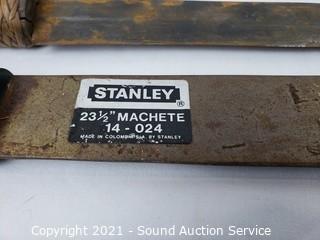 STANLEY
®
23½" MACHETE
14 - 024
MADE IN COLOMBIA S.A. BY STANLEY
Copyright 2021 - Sound Auction Service